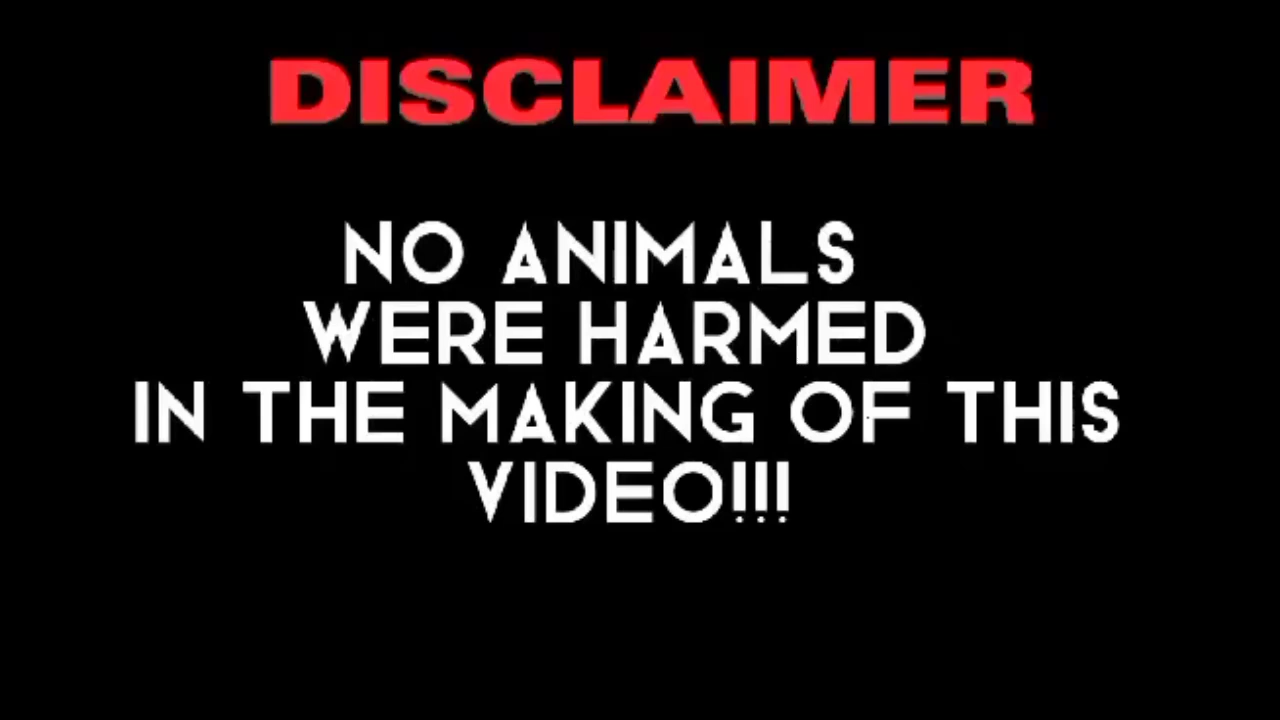 DISCLAIMER
NO ANIMALS
WERE HARMED
IN THE MAKING OF THIS
VIDEO!!!